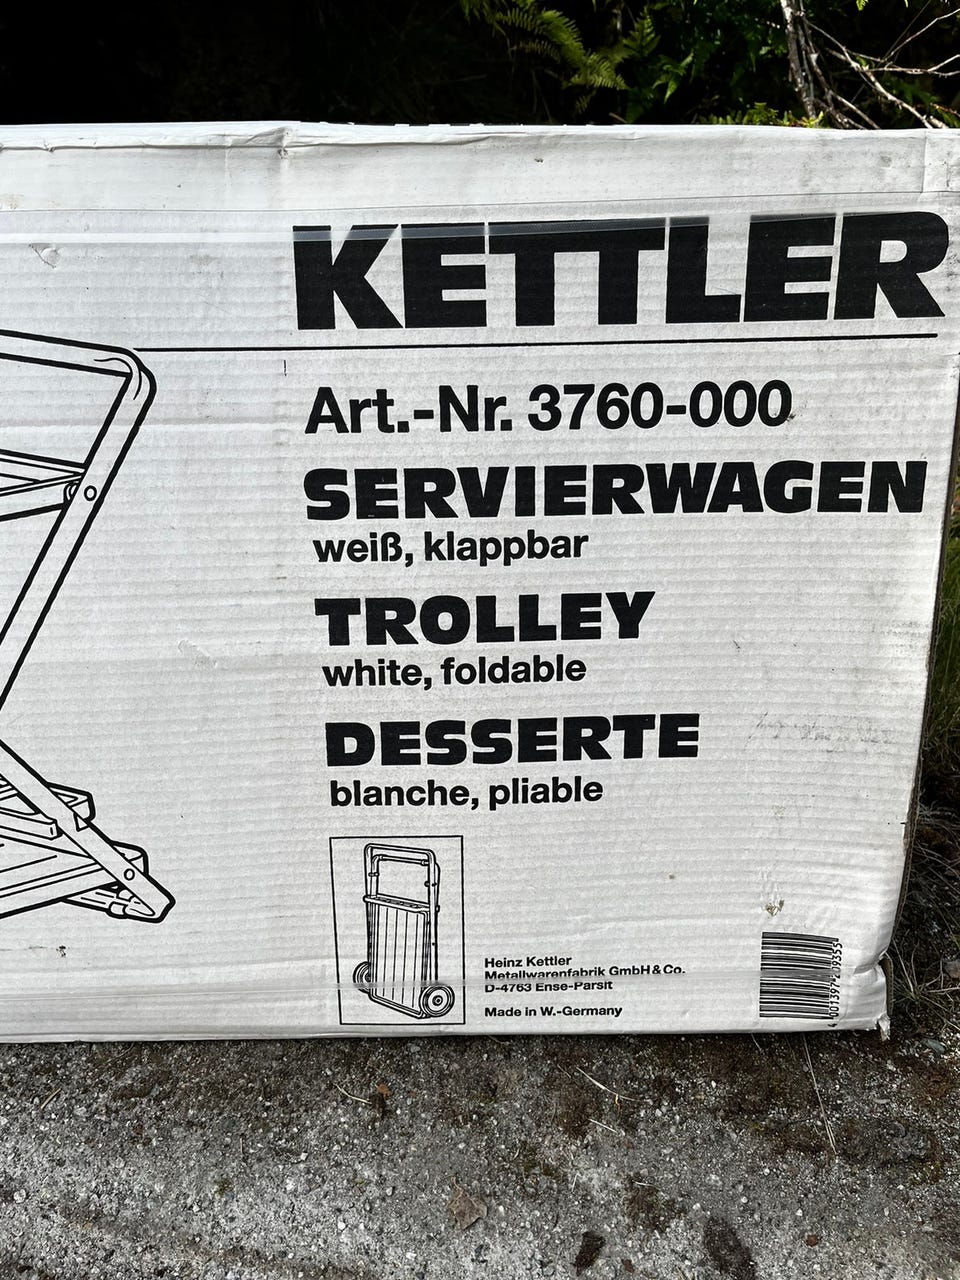 KETTLER
Art.-Nr. 3760-000
SERVIERWAGEN
weiß, klappbar
TROLLEY
white, foldable
DESSERTE
blanche, pliable
Heinz Kettler
Metallwarenfabrik GmbH & Co.
D-4763 Ense-Parsit
Made in W.-Germany